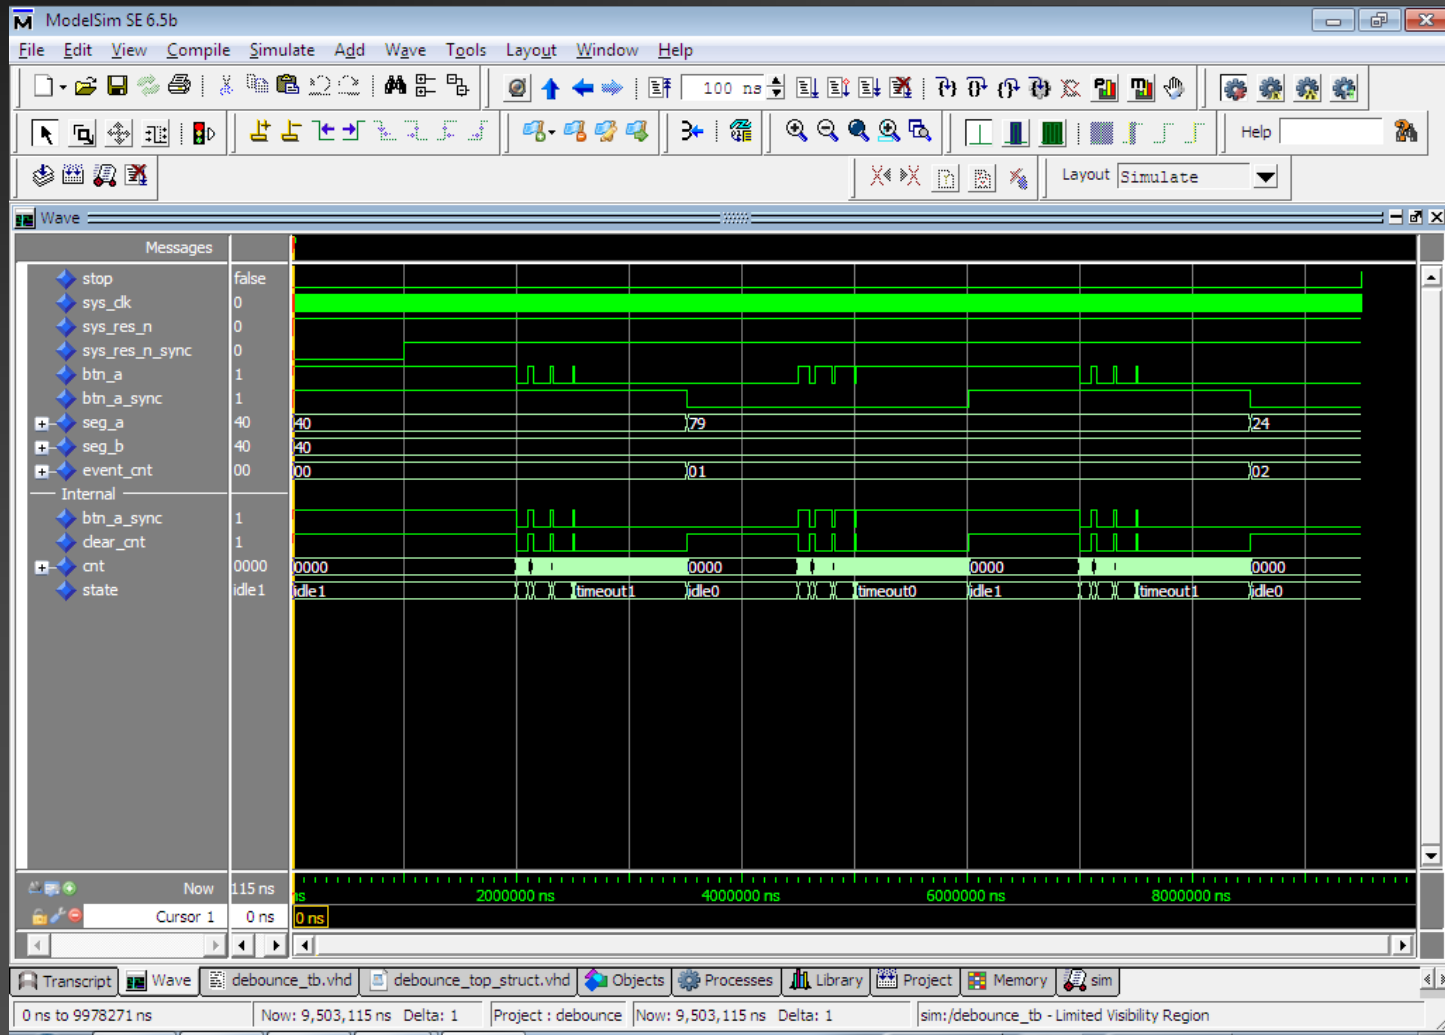 ModelSim SE 6.5b
File Edit View Compile Simulate Add Wave Tools Layout Window Help
100 ns
Help
Layout Simulate
Wave
Messages
stop false
sys_clk 0
sys_res_n 0
sys_res_n_sync 0
btn_a 1
btn_a_sync 1
seg_a 40 40 79 24
seg_b 40 40
event_cnt 00 00 01 02
Internal
btn_a_sync 1
clear_cnt 1
cnt 0000 0000 0000 0000 0000
state idle1 idle1 timeout1 idle0 timeout0 idle1 timeout1 idle0
Now 115 ns ns 2000000 ns 4000000 ns 6000000 ns 8000000 ns
Cursor 1 0 ns 0 ns
Transcript Wave debounce_tb.vhd debounce_top_struct.vhd Objects Processes Library Project Memory sim
0 ns to 9978271 ns Now: 9,503,115 ns Delta: 1 Project : debounce Now: 9,503,115 ns Delta: 1 sim:/debounce_tb - Limited Visibility Region